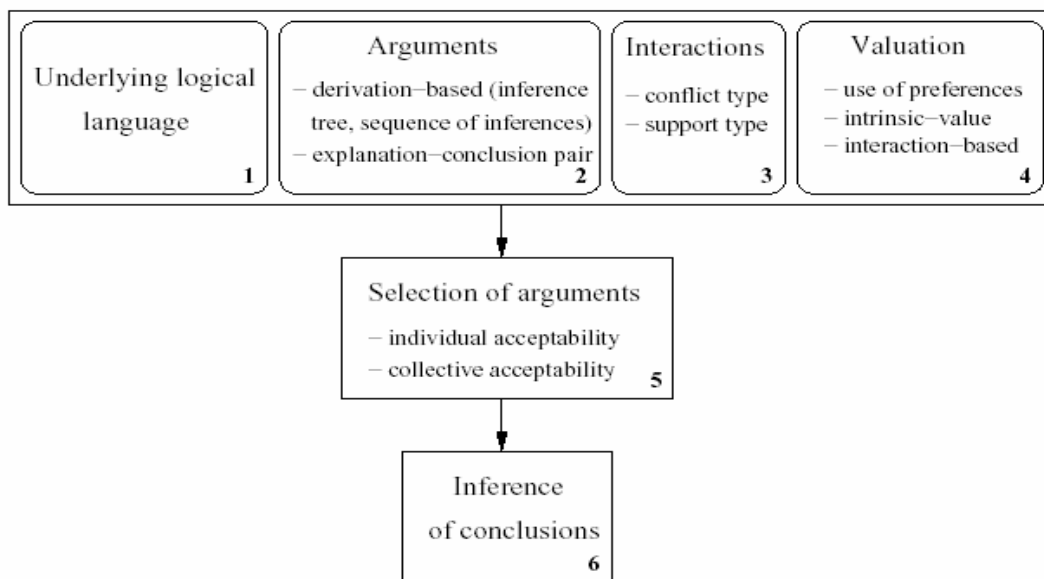 Underlying logical
language
1
Arguments
– derivation–based (inference
tree, sequence of inferences)
– explanation–conclusion pair
2
Interactions
– conflict type
– support type
3
Valuation
– use of preferences
– intrinsic–value
– interaction–based
4
Selection of arguments
– individual acceptability
– collective acceptability
5
Inference
of conclusions
6